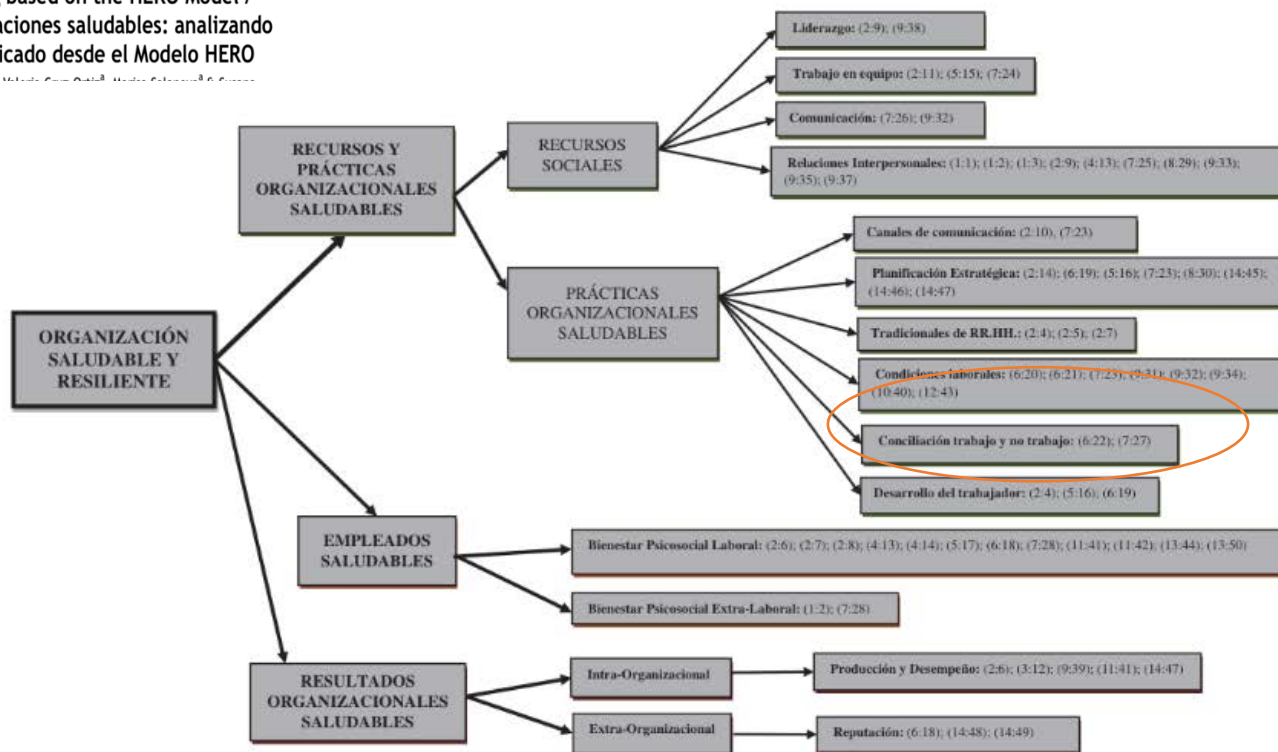 based on the HERO Model /
aciones saludables: analizando
icado desde el Modelo HERO
Liderazgo: (2:9); (9:38)
Trabajo en equipo: (2:11); (5:15); (7:24)
Comunicación: (7:26); (9:32)
Relaciones Interpersonales: (1:1); (1:2); (1:3); (2:9); (4:13); (7:25); (8:29); (9:33);
(9:35); (9:37)
RECURSOS Y
PRÁCTICAS
ORGANIZACIONALES
SALUDABLES
RECURSOS
SOCIALES
PRÁCTICAS
ORGANIZACIONALES
SALUDABLES
Canales de comunicación: (2:10), (7:23)
Planificación Estratégica: (2:14); (6:19); (5:16); (7:23); (8:30); (14:45);
(14:46); (14:47)
Tradicionales de RR.HH.: (2:4); (2:5); (2:7)
Condiciones laborales: (6:20); (6:21); (7:23); (9:31); (9:32); (9:34);
(10:40); (12:43)
Conciliación trabajo y no trabajo: (6:22); (7:27)
Desarrollo del trabajador: (2:4); (5:16); (6:19)
ORGANIZACIÓN
SALUDABLE Y
RESILIENTE
EMPLEADOS
SALUDABLES
Bienestar Psicosocial Laboral: (2:6); (2:7); (2:8); (4:13); (4:14); (5:17); (6:18); (7:28); (11:41); (11:42); (13:44); (13:50)
Bienestar Psicosocial Extra-Laboral: (1:2); (7:28)
RESULTADOS
ORGANIZACIONALES
SALUDABLES
Intra-Organizacional
Producción y Desempeño: (2:6); (3:12); (9:39); (11:41); (14:47)
Extra-Organizacional
Reputación: (6:18); (14:48); (14:49)